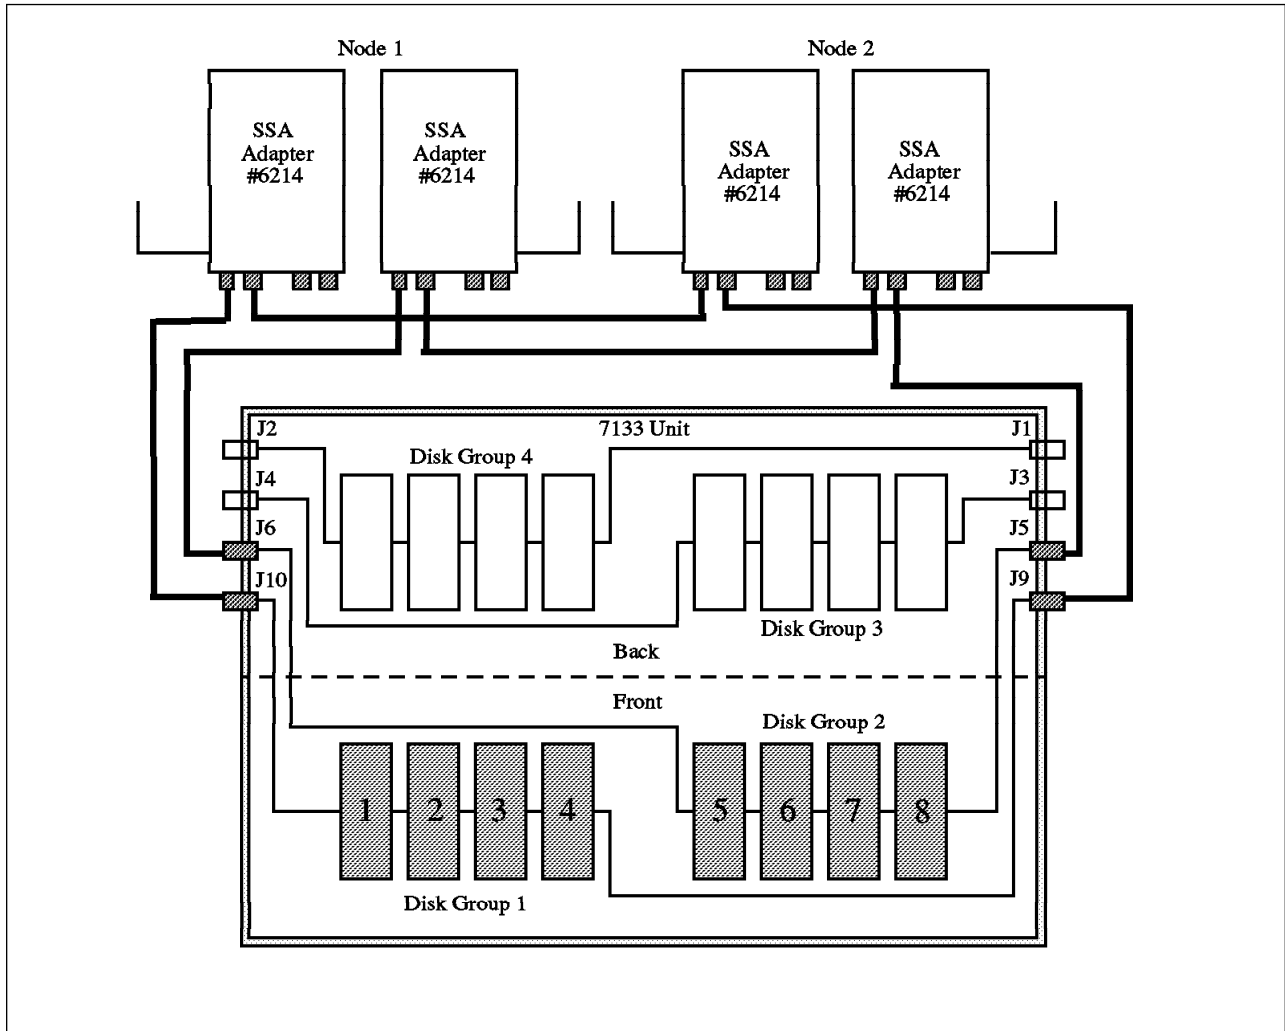 Node 1
Node 2
SSA
Adapter
#6214
SSA
Adapter
#6214
SSA
Adapter
#6214
SSA
Adapter
#6214
J2
7133 Unit
J1
Disk Group 4
J4
J3
J6
J5
J10
J9
Disk Group 3
Back
Front
Disk Group 2
1
2
3
4
5
6
7
8
Disk Group 1